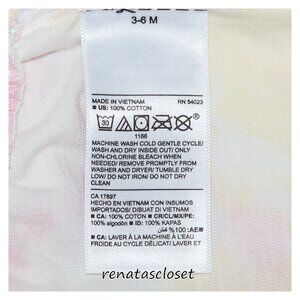 3-6 M
MADE IN VIETNAM RN 54023
■ US: 100% COTTON
30
1166
MACHINE WASH COLD GENTLE CYCLE/
WASH AND DRY INSIDE OUT/ ONLY
NON-CHLORINE BLEACH WHEN
NEEDED/ REMOVE PROMPTLY FROM
WASHER AND DRYER/ TUMBLE DRY
LOW/ DO NOT IRON/ DO NOT DRY
CLEAN
CA 17897
HECHO EN VIETNAM CON INSUMOS
IMPORTADOS/ DIBUAT DI VIETNAM
■ CA: 100% COTON ■ CR/CL/MX/PE:
100% algodón ■ ID: 100% KAPAS
■ CA: LAVER À LA MACHINE À L'EAU
FROIDE AU CYCLE DÉLICAT/ LAVER ET
renatascloset